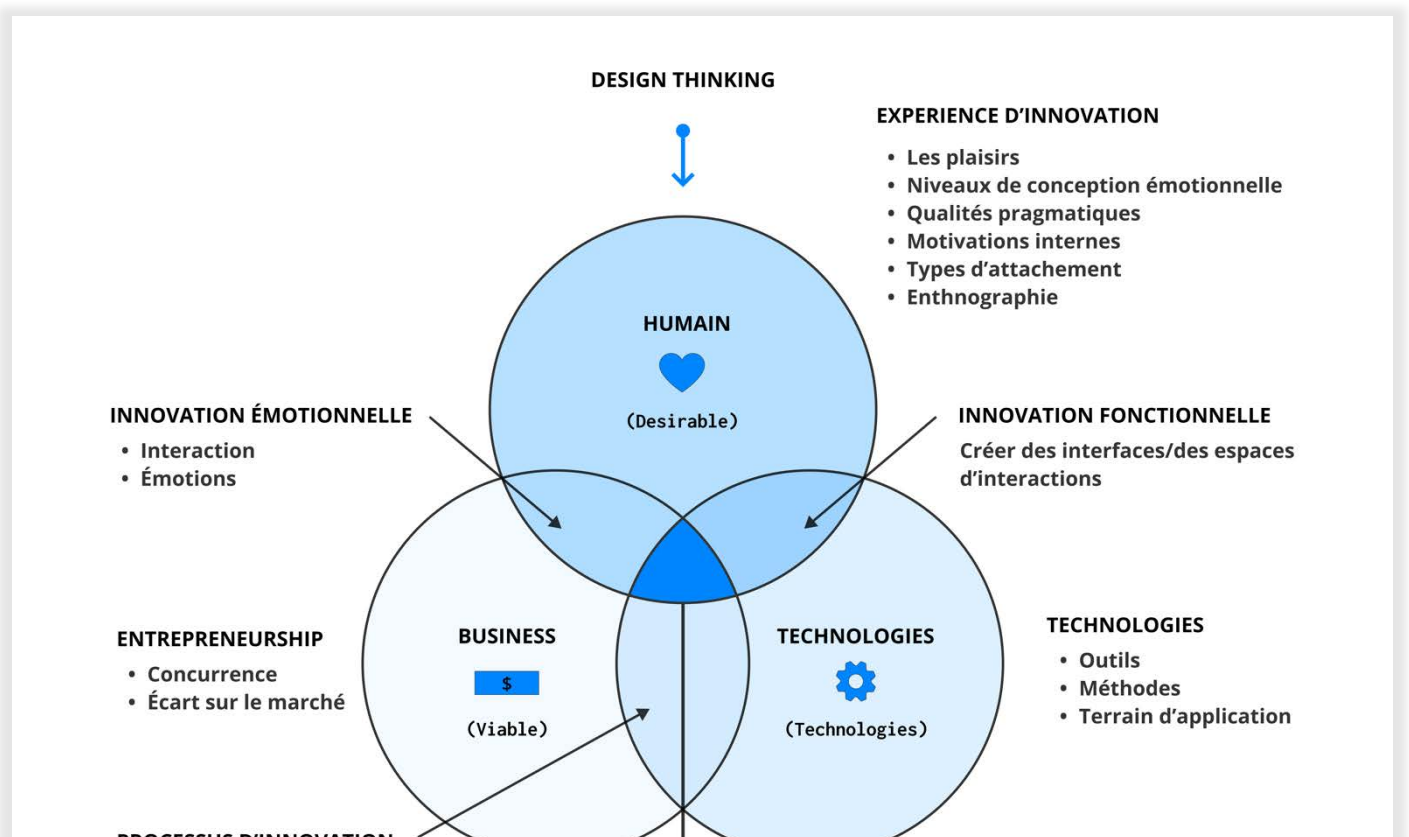 DESIGN THINKING
EXPERIENCE D’INNOVATION
• Les plaisirs
• Niveaux de conception émotionnelle
• Qualités pragmatiques
• Motivations internes
• Types d’attachement
• Enthnographie
HUMAIN
(Desirable)
INNOVATION ÉMOTIONNELLE
• Interaction
• Émotions
INNOVATION FONCTIONNELLE
Créer des interfaces/des espaces
d’interactions
ENTREPRENEURSHIP
• Concurrence
• Écart sur le marché
BUSINESS
$
(Viable)
TECHNOLOGIES
(Technologies)
TECHNOLOGIES
• Outils
• Méthodes
• Terrain d’application
PROCESSUS D’INNOVATION